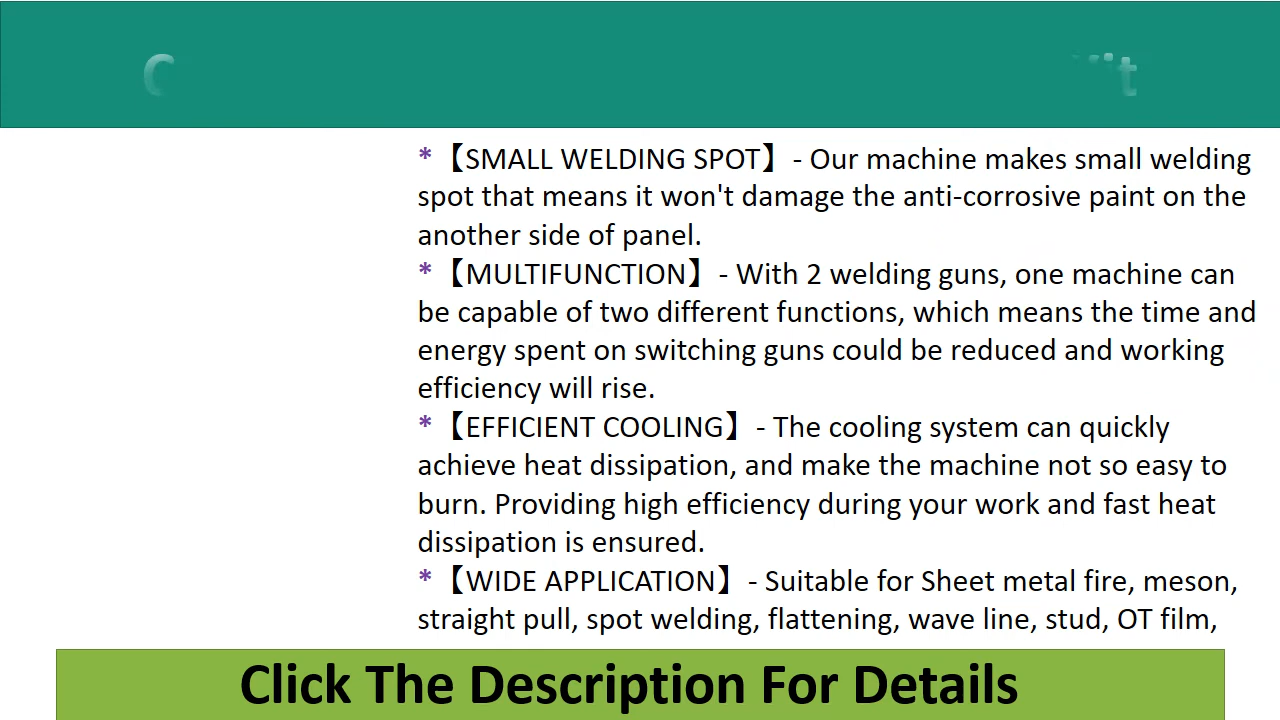 * 【SMALL WELDING SPOT】 - Our machine makes small welding
spot that means it won't damage the anti-corrosive paint on the
another side of panel.
* 【MULTIFUNCTION】 - With 2 welding guns, one machine can
be capable of two different functions, which means the time and
energy spent on switching guns could be reduced and working
efficiency will rise.
* 【EFFICIENT COOLING】 - The cooling system can quickly
achieve heat dissipation, and make the machine not so easy to
burn. Providing high efficiency during your work and fast heat
dissipation is ensured.
* 【WIDE APPLICATION】 - Suitable for Sheet metal fire, meson,
straight pull, spot welding, flattening, wave line, stud, OT film,
Click The Description For Details